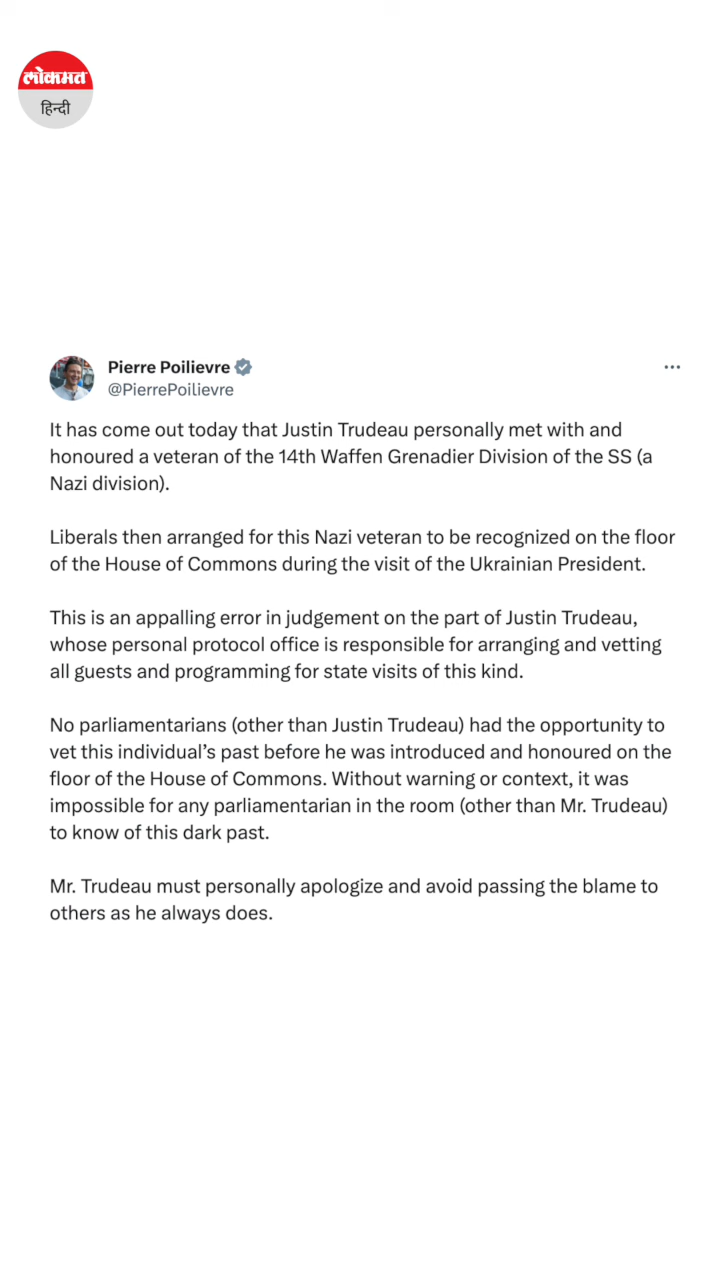 लोकमत
हिन्दी
Pierre Poilievre
@PierrePoilievre
It has come out today that Justin Trudeau personally met with and
honoured a veteran of the 14th Waffen Grenadier Division of the SS (a
Nazi division).
Liberals then arranged for this Nazi veteran to be recognized on the floor
of the House of Commons during the visit of the Ukrainian President.
This is an appalling error in judgement on the part of Justin Trudeau,
whose personal protocol office is responsible for arranging and vetting
all guests and programming for state visits of this kind.
No parliamentarians (other than Justin Trudeau) had the opportunity to
vet this individual’s past before he was introduced and honoured on the
floor of the House of Commons. Without warning or context, it was
impossible for any parliamentarian in the room (other than Mr. Trudeau)
to know of this dark past.
Mr. Trudeau must personally apologize and avoid passing the blame to
others as he always does.